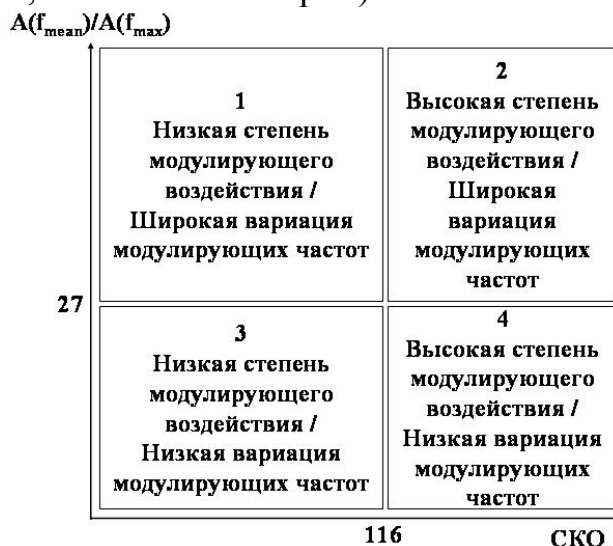 A(f_mean)/A(f_max)
1
Низкая степень
модулирующего
воздействия /
Широкая вариация
модулирующих частот
2
Высокая степень
модулирующего
воздействия /
Широкая
вариация
модулирующих
частот
27
3
Низкая степень
модулирующего
воздействия /
Низкая вариация
модулирующих частот
4
Высокая степень
модулирующего
воздействия /
Низкая вариация
модулирующих
частот
116
СКО